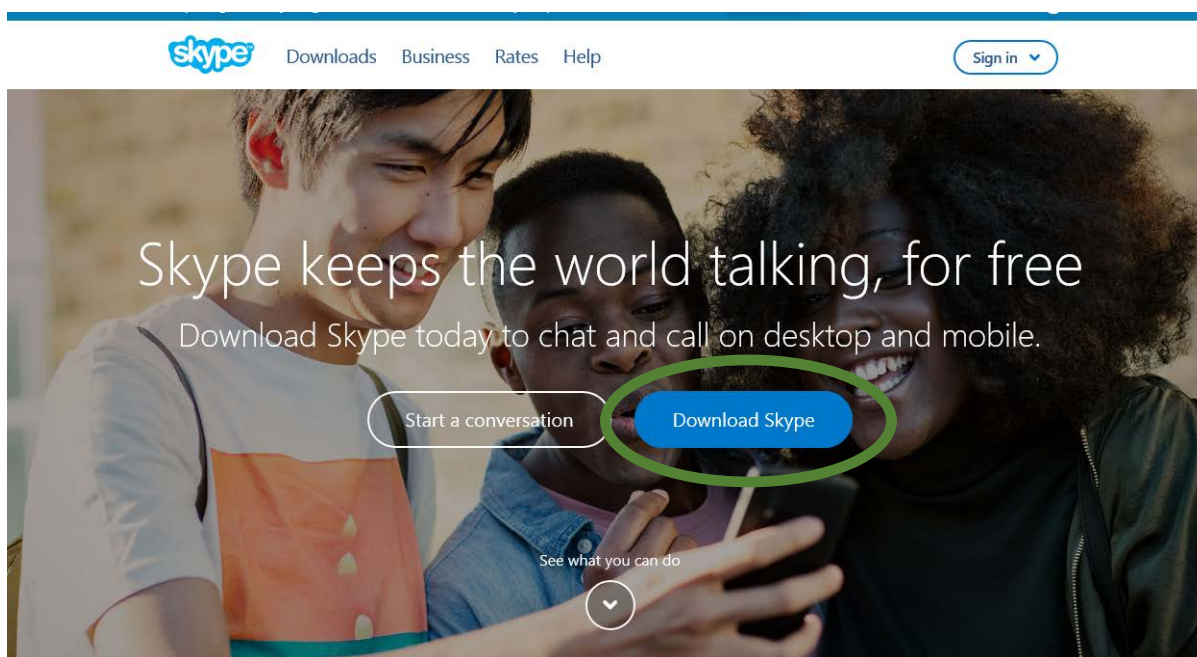 skype
Downloads Business Rates Help
Sign in
Skype keeps the world talking, for free
Download Skype today to chat and call on desktop and mobile.
Start a conversation
Download Skype
See what you can do